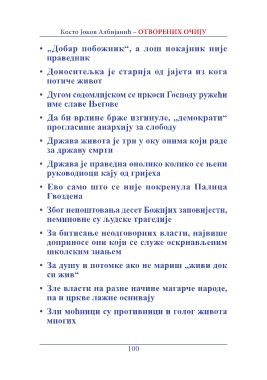 Косто Јоков Албијанић – ОТВОРЕНИХ ОЧИЈУ
• „Добар побожник“, а лош покајник није
праведник
• Доноситељка је старија од јајета из кога
потиче живот
• Дугом содомлијском се пркоси Господу ружећи
име славе Његове
• Да би врлине брже изгинуле, „демократи“
прогласише анархију за слободу
• Држава живота је три у оку онима који раде
за државу смрти
• Држава је праведна онолико колико се њени
руководиоци кају од гријеха
• Ево само што се није покренула Палица
Гвоздена
• Због непоштовања десет Божијих заповијести,
неминовне су људске трагедије
• За битисање неодговорних власти, највише
доприносе они који се служе оскрнављеним
школским знањем
• За душу и потомке ако не мариш „живи док
си жив“
• Зле власти на разне начине магарче народе,
па и цркве лажне оснивају
• Зли моћници су противници и голог живота
многих
100